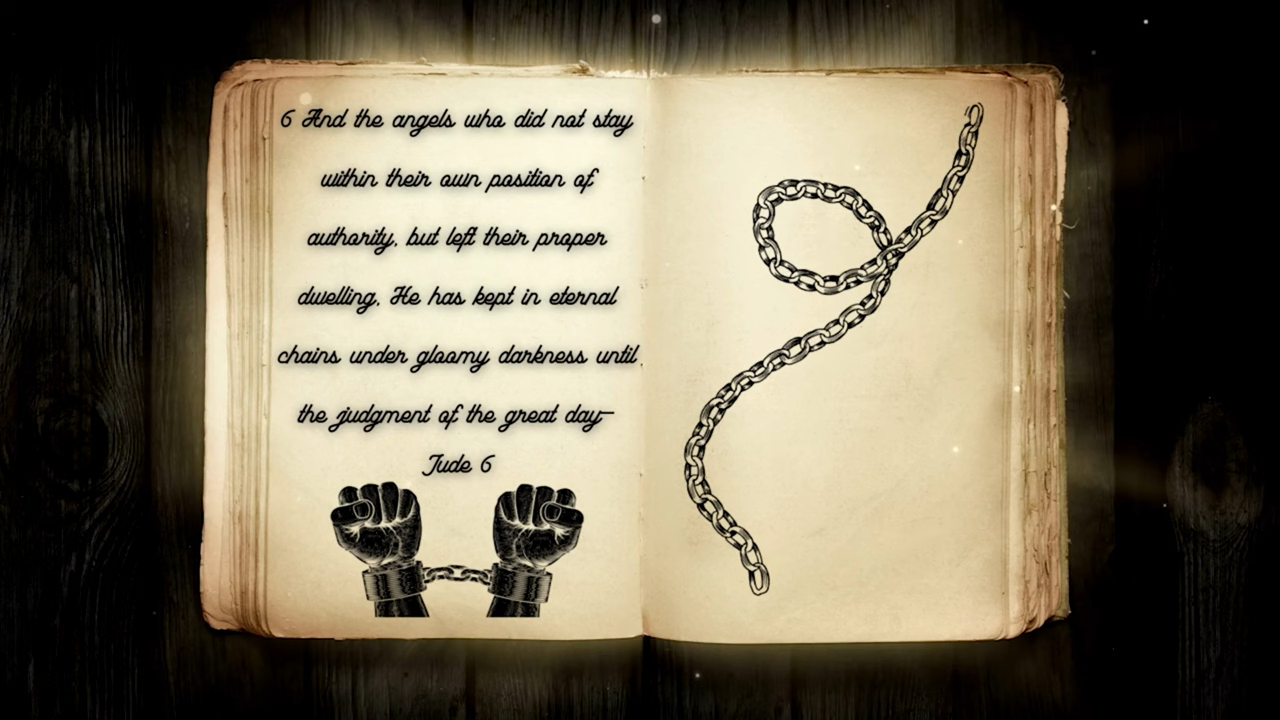 6 And the angels who did not stay
within their own position of
authority, but left their proper
dwelling, He has kept in eternal
chains under gloomy darkness until
the judgment of the great day—
Jude 6